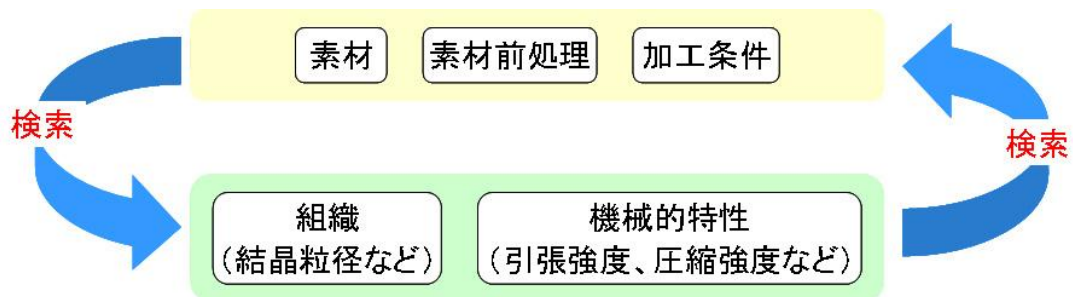 素材
素材前処理
加工条件
検索
検索
組織
(結晶粒径など)
機械的特性
(引張強度、圧縮強度など)